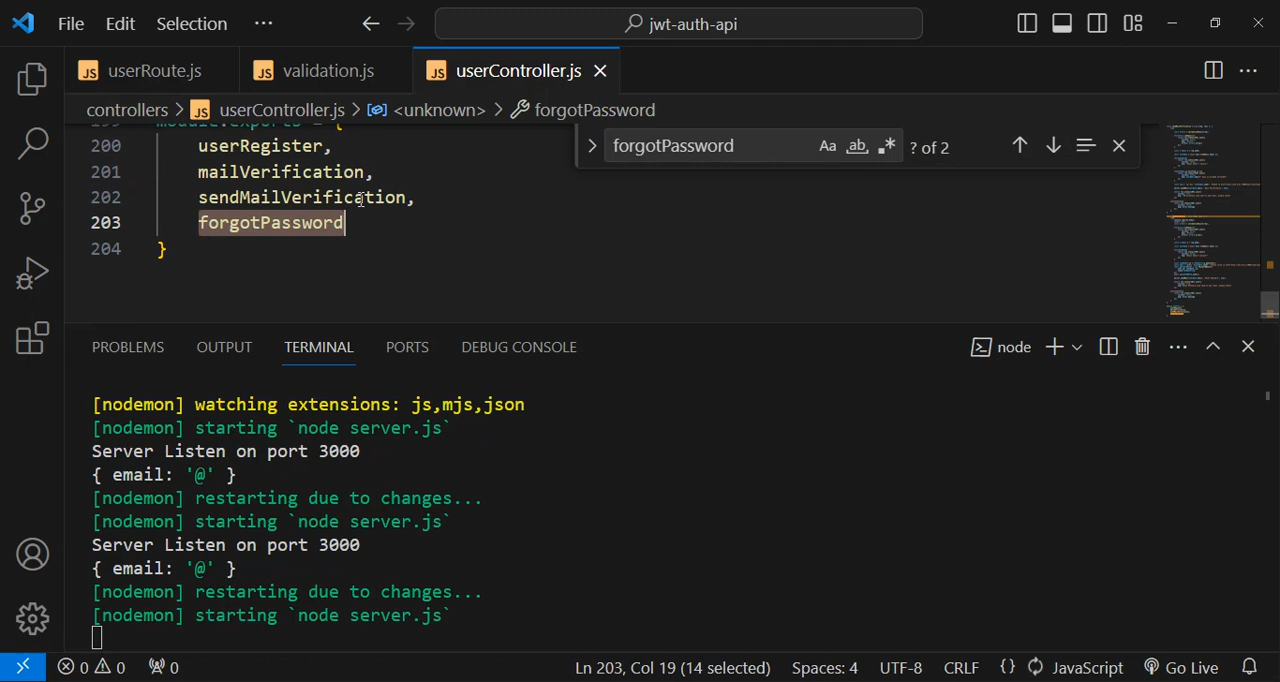 File Edit Selection ··· jwt-auth-api
JS userRoute.js JS validation.js JS userController.js
controllers > JS userController.js > <unknown> > forgotPassword
199 module.exports = {
200 userRegister,
201 mailVerification,
202 sendMailVerification,
203 forgotPassword
204 }
forgotPassword Aa ab .* ? of 2
PROBLEMS OUTPUT TERMINAL PORTS DEBUG CONSOLE node
[nodemon] watching extensions: js,mjs,json
[nodemon] starting `node server.js`
Server Listen on port 3000
{ email: '@' }
[nodemon] restarting due to changes...
[nodemon] starting `node server.js`
Server Listen on port 3000
{ email: '@' }
[nodemon] restarting due to changes...
[nodemon] starting `node server.js`
0 0 0 Ln 203, Col 19 (14 selected) Spaces: 4 UTF-8 CRLF {} JavaScript Go Live